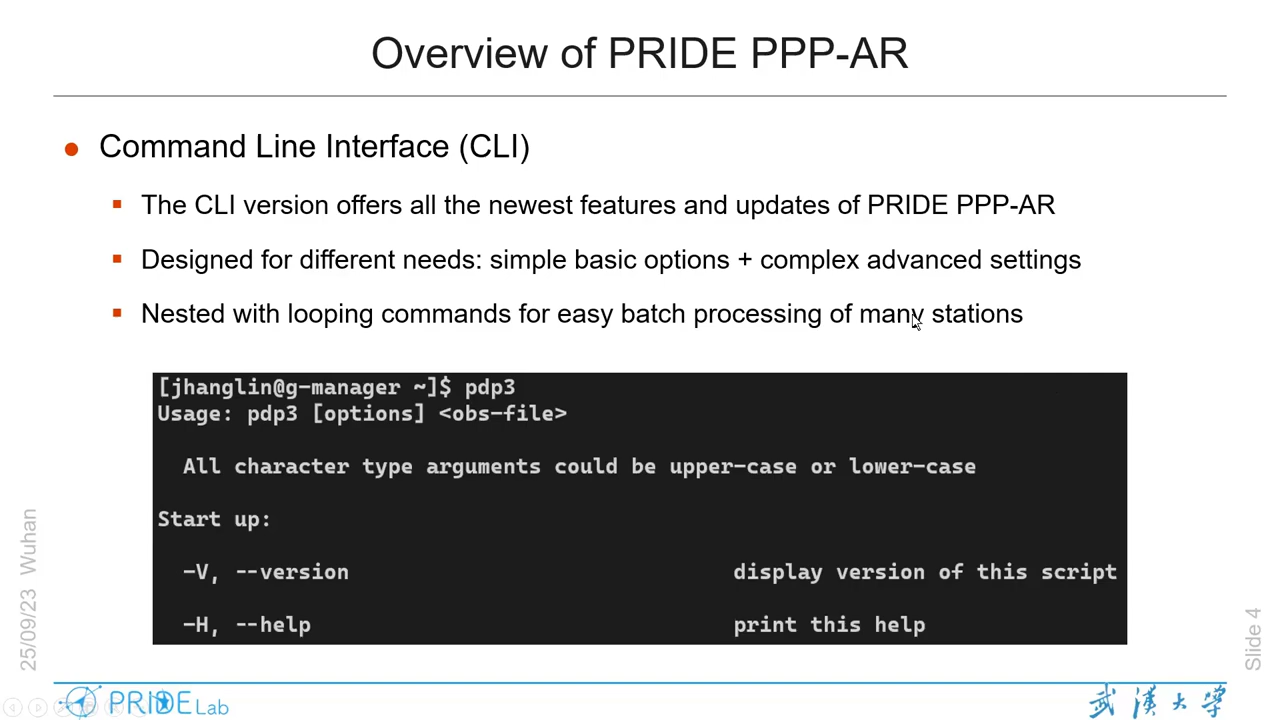 Overview of PRIDE PPP-AR
Command Line Interface (CLI)
The CLI version offers all the newest features and updates of PRIDE PPP-AR
Designed for different needs: simple basic options + complex advanced settings
Nested with looping commands for easy batch processing of many stations
[jhanglin@g-manager ~]$ pdp3
Usage: pdp3 [options] <obs-file>
All character type arguments could be upper-case or lower-case
Start up:
-V, --version display version of this script
-H, --help print this help
25/09/23 Wuhan
Slide 4
PRIDE Lab
武漢大学